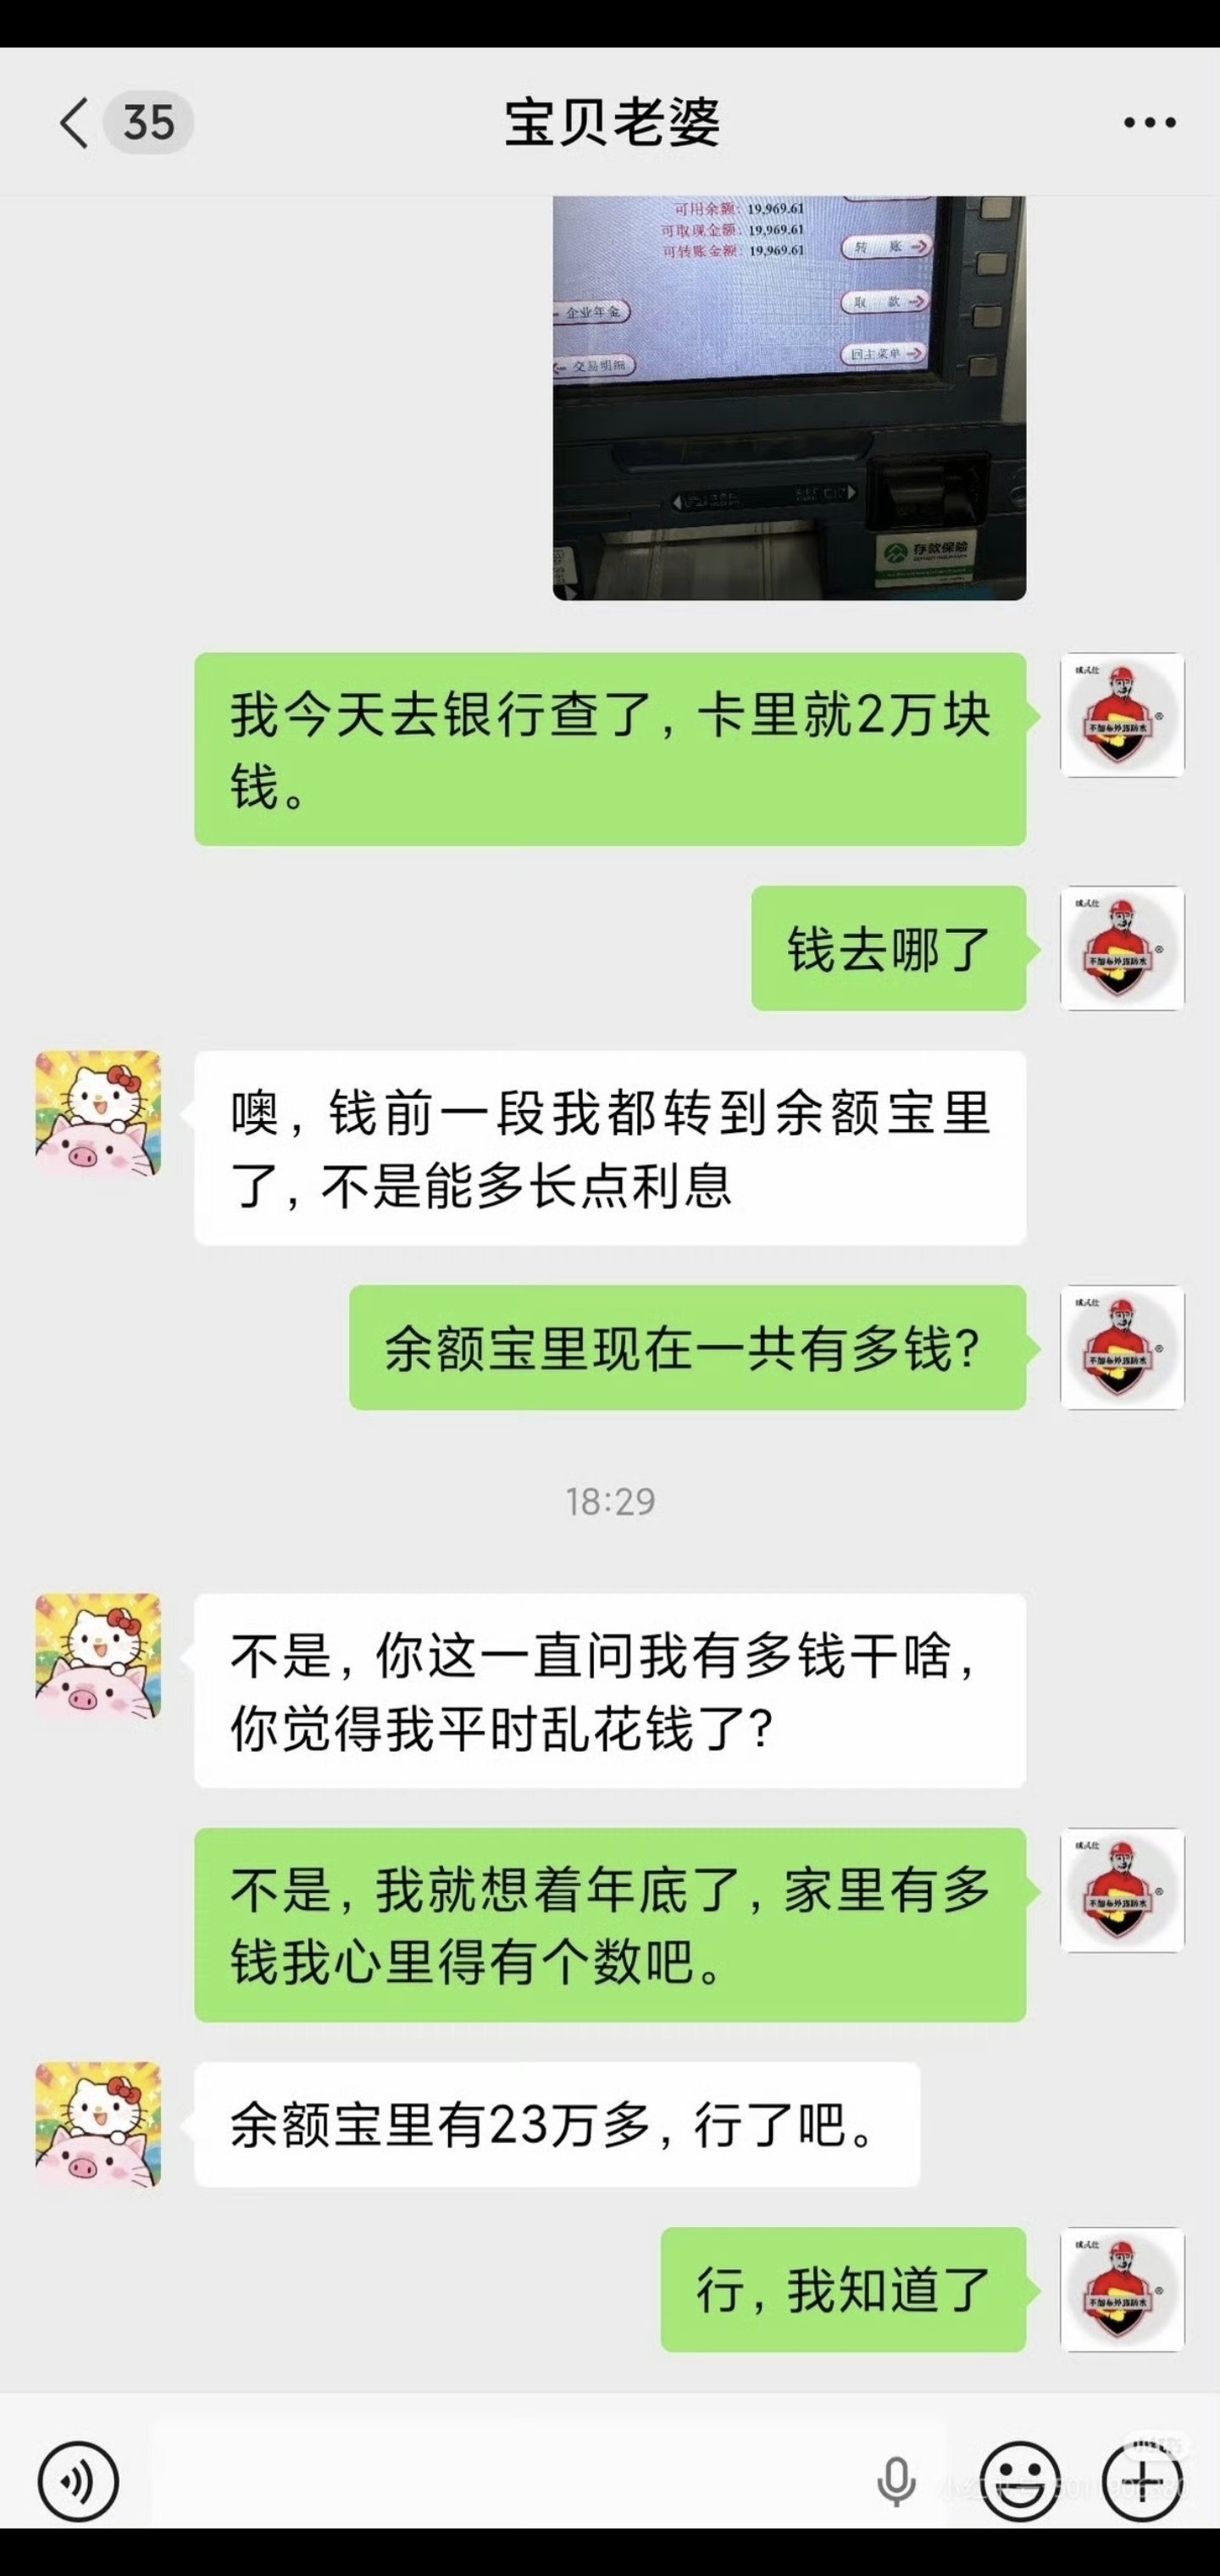 35
宝贝老婆
可用余额: 19,969.61
可取现金额: 19,969.61
可转账金额: 19,969.61
转 账
企业年金
取 款
回主菜单
交易明细
存款保险
我今天去银行查了，卡里就2万块
钱。
钱去哪了
噢，钱前一段我都转到余额宝里
了，不是能多长点利息
余额宝里现在一共有多钱？
18:29
不是，你这一直问我有多钱干啥，
你觉得我平时乱花钱了？
不是，我就想着年底了，家里有多
钱我心里得有个数吧。
余额宝里有23万多，行了吧。
行，我知道了